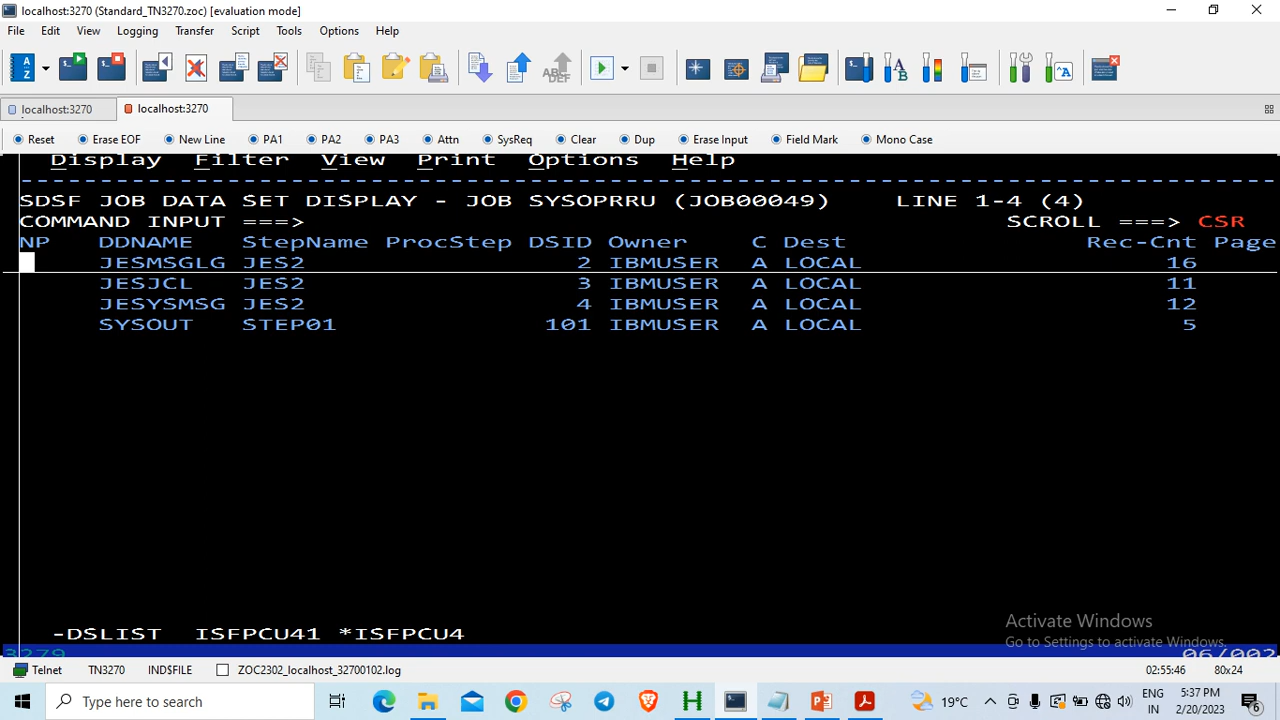 localhost:3270 (Standard_TN3270.zoc) [evaluation mode]
File Edit View Logging Transfer Script Tools Options Help
localhost:3270 localhost:3270
Reset Erase EOF New Line PA1 PA2 PA3 Attn SysReq Clear Dup Erase Input Field Mark Mono Case
Display Filter View Print Options Help
SDSF JOB DATA SET DISPLAY - JOB SYSOPRRU (JOB00049) LINE 1-4 (4)
COMMAND INPUT ===> SCROLL ===> CSR
NP DDNAME StepName ProcStep DSID Owner C Dest Rec-Cnt Page
JESMSGLG JES2 2 IBMUSER A LOCAL 16
JESJCL JES2 3 IBMUSER A LOCAL 11
JESYSMSG JES2 4 IBMUSER A LOCAL 12
SYSOUT STEP01 101 IBMUSER A LOCAL 5
Activate Windows
Go to Settings to activate Windows.
-DSLIST ISFPCU41 *ISFPCU4
3279 06/002
Telnet TN3270 IND$FILE ZOC2302_localhost_32700102.log 02:55:46 80x24
Type here to search 19°C ENG IN 5:37 PM 2/20/2023 6